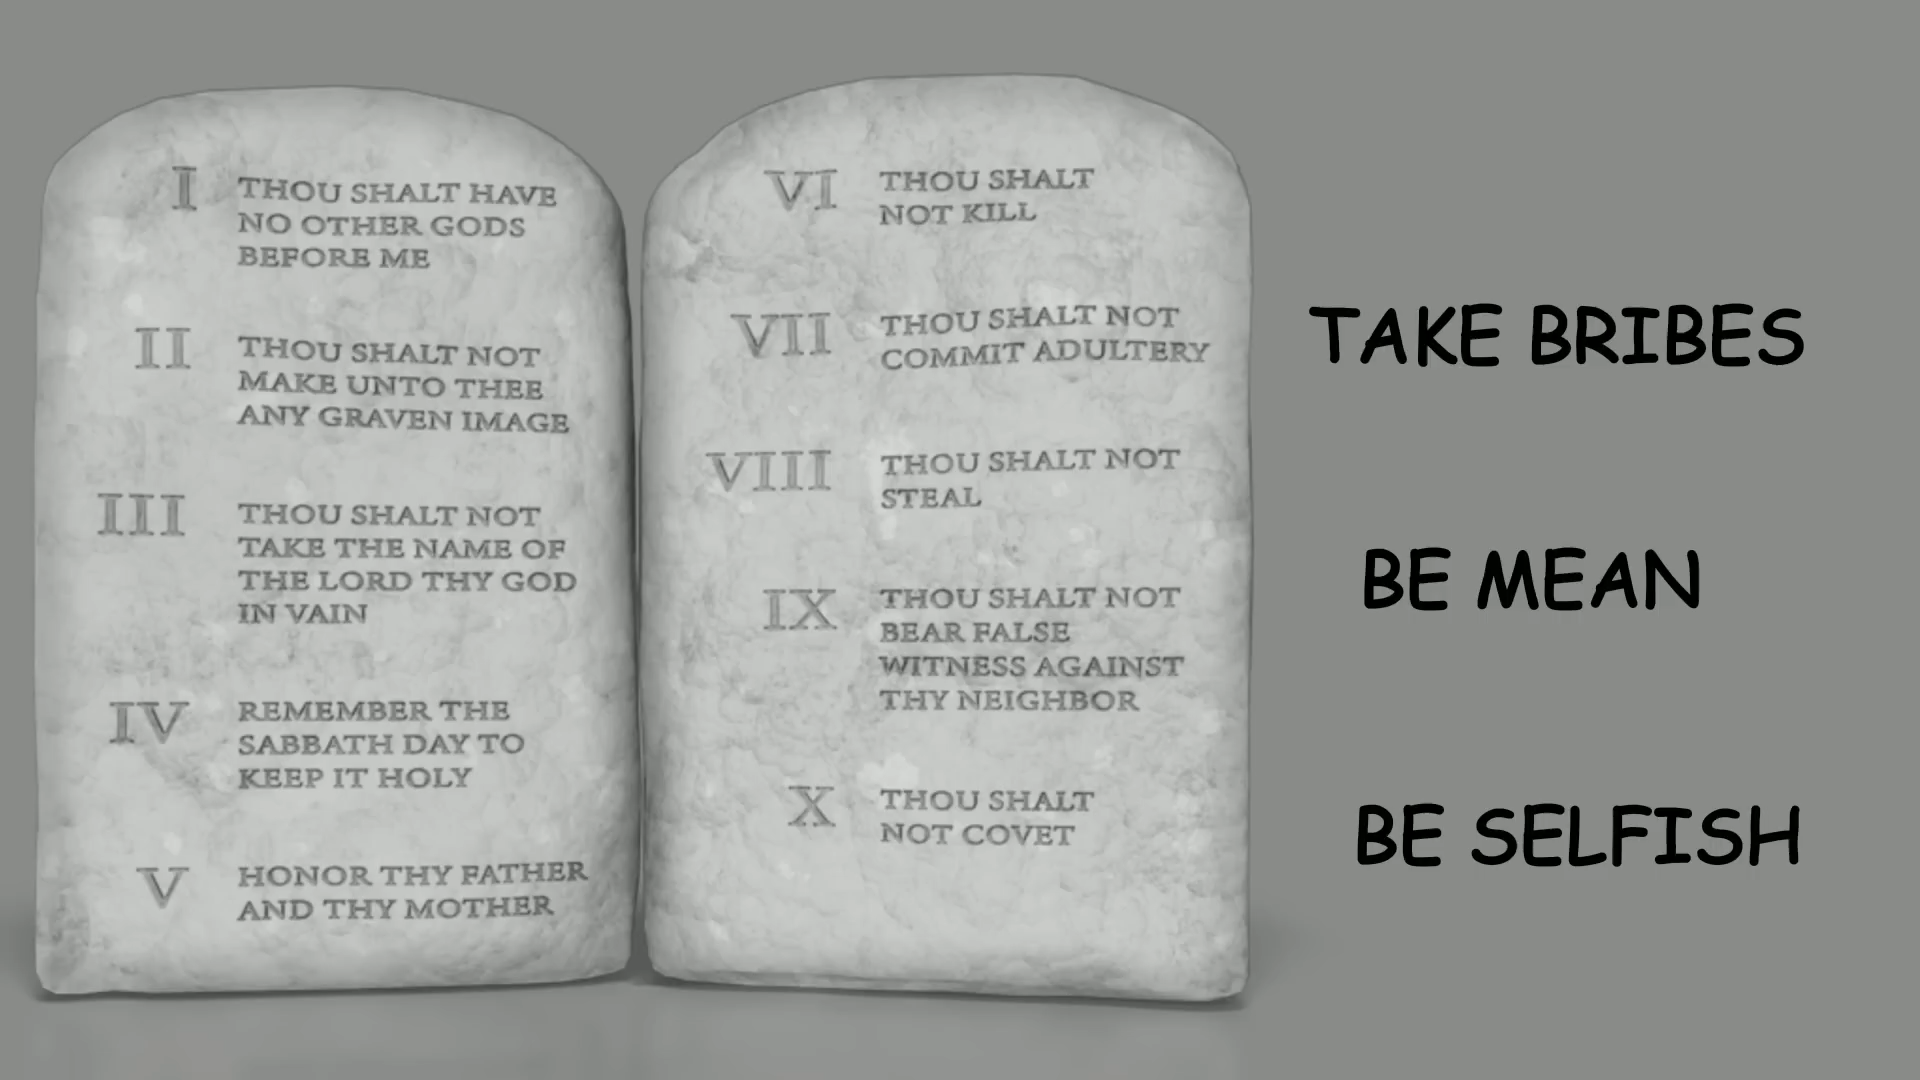 I
THOU SHALT HAVE
NO OTHER GODS
BEFORE ME
II
THOU SHALT NOT
MAKE UNTO THEE
ANY GRAVEN IMAGE
III
THOU SHALT NOT
TAKE THE NAME OF
THE LORD THY GOD
IN VAIN
IV
REMEMBER THE
SABBATH DAY TO
KEEP IT HOLY
V
HONOR THY FATHER
AND THY MOTHER
VI
THOU SHALT
NOT KILL
VII
THOU SHALT NOT
COMMIT ADULTERY
VIII
THOU SHALT NOT
STEAL
IX
THOU SHALT NOT
BEAR FALSE
WITNESS AGAINST
THY NEIGHBOR
X
THOU SHALT
NOT COVET
TAKE BRIBES
BE MEAN
BE SELFISH